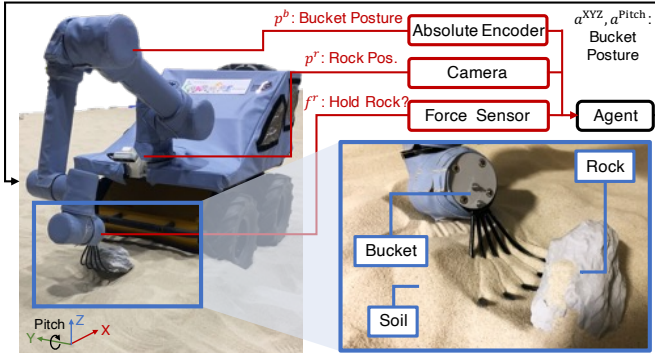 p^b: Bucket Posture
Absolute Encoder
a^XYZ, a^Pitch:
Bucket
Posture
p^r: Rock Pos.
Camera
f^r: Hold Rock?
Force Sensor
Agent
Rock
Bucket
Soil
Pitch
Z
Y
X